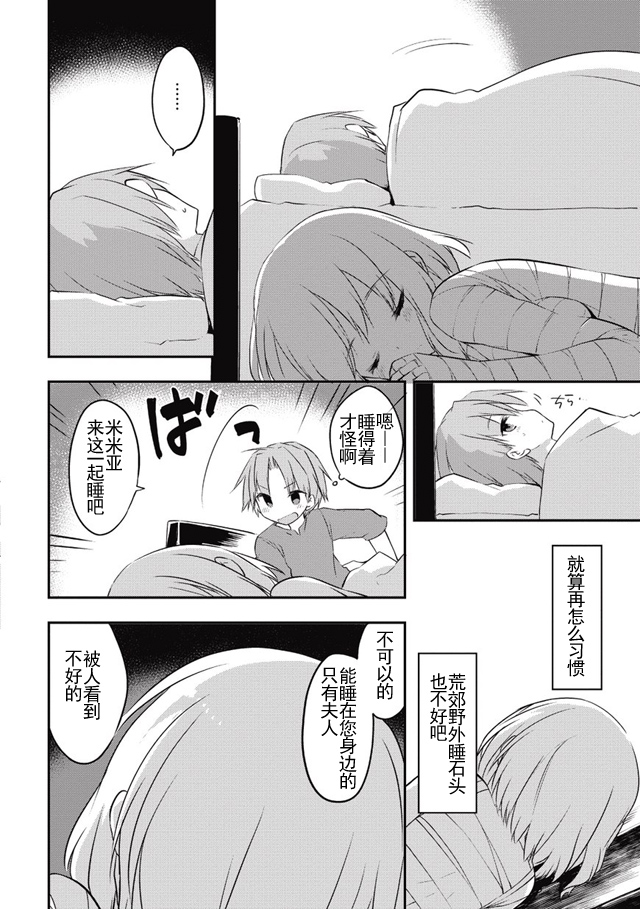 ……
ちら
嗯——
睡得着
才怪啊
ばっ
米米亚
来这一起睡吧
就算再怎么习惯
荒郊野外睡石头
也不好吧
不可以的
能睡在您身边的
只有夫人
被人看到
不好的